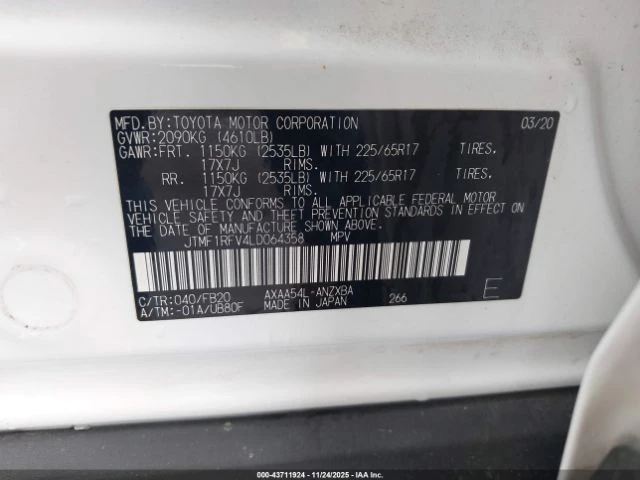 MFD.BY:TOYOTA MOTOR CORPORATION 03/20
GVWR:2090KG (4610LB)
GAWR:FRT. 1150KG (2535LB) WITH 225/65R17 TIRES.
17X7J RIMS.
RR. 1150KG (2535LB) WITH 225/65R17 TIRES.
17X7J RIMS.
THIS VEHICLE CONFORMS TO ALL APPLICABLE FEDERAL MOTOR
VEHICLE SAFETY AND THEFT PREVENTION STANDARDS IN EFFECT ON
THE DATE OF MANUFACTURE SHOWN ABOVE.
JTMF1RFV4LD064358 MPV
C/TR:040/FB20 AXAA54L-ANZXBA 266 E
A/TM:-01A/UB80F MADE IN JAPAN
000-43711924 - 11/24/2025 - IAAI.COM